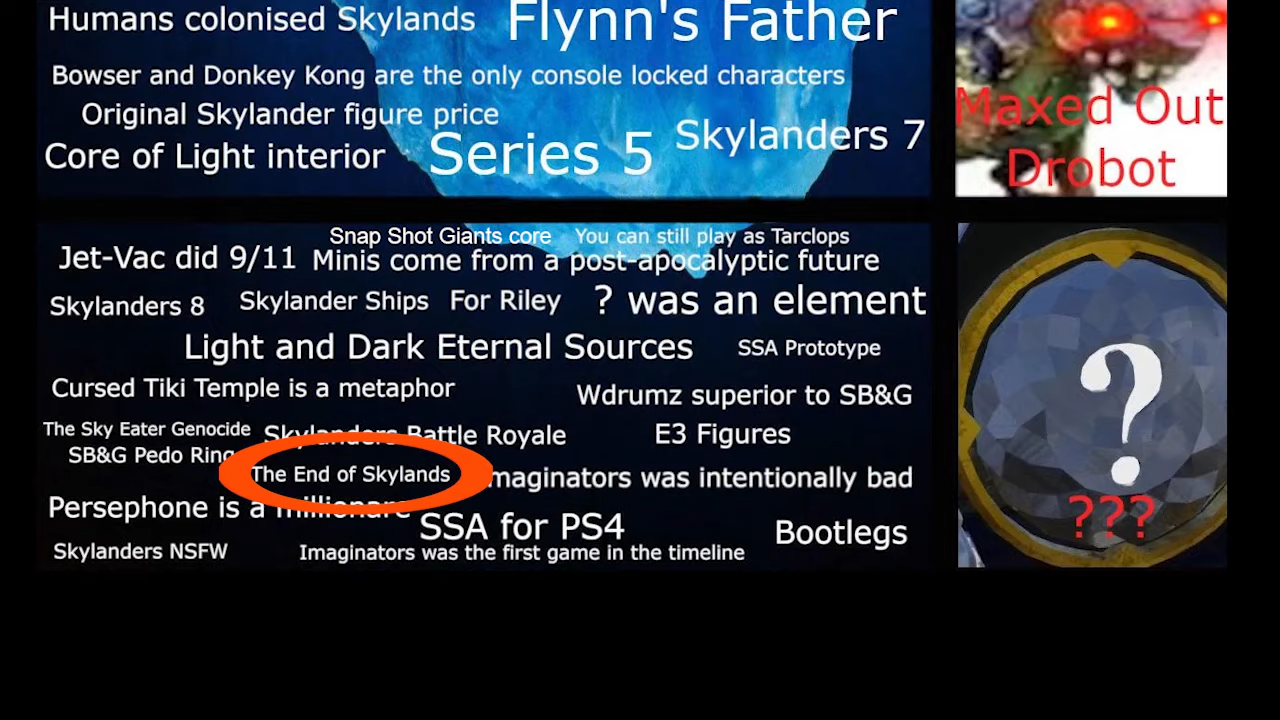 Humans colonised Skylands
Flynn's Father
Bowser and Donkey Kong are the only console locked characters
Original Skylander figure price
Core of Light interior
Series 5
Skylanders 7
Maxed Out
Drobot
Snap Shot Giants core
You can still play as Tarclops
Jet-Vac did 9/11
Minis come from a post-apocalyptic future
Skylanders 8
Skylander Ships
For Riley
? was an element
Light and Dark Eternal Sources
SSA Prototype
Cursed Tiki Temple is a metaphor
Wdrumz superior to SB&G
The Sky Eater Genocide
Skylanders Battle Royale
E3 Figures
SB&G Pedo Ring
The End of Skylands
maginators was intentionally bad
Persephone is a millionare
SSA for PS4
Bootlegs
Skylanders NSFW
Imaginators was the first game in the timeline
?
???